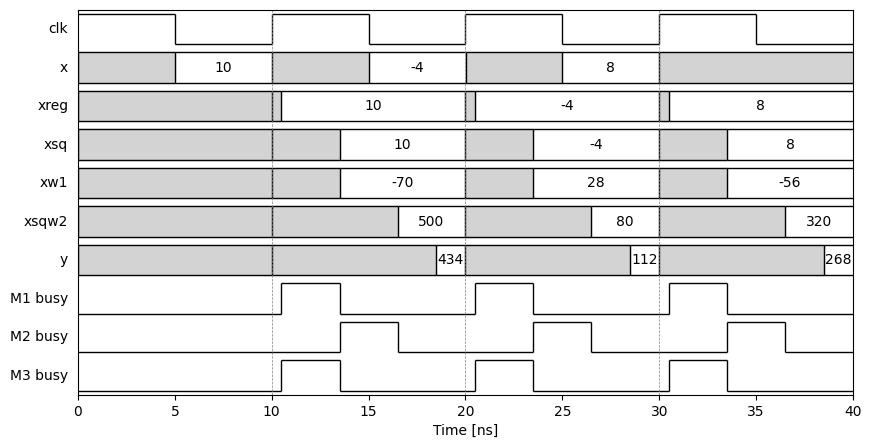 clk
x 10 -4 8
xreg 10 -4 8
xsq 10 -4 8
xw1 -70 28 -56
xsqw2 500 80 320
y 434 112 268
M1 busy
M2 busy
M3 busy
0 5 10 15 20 25 30 35 40
Time [ns]